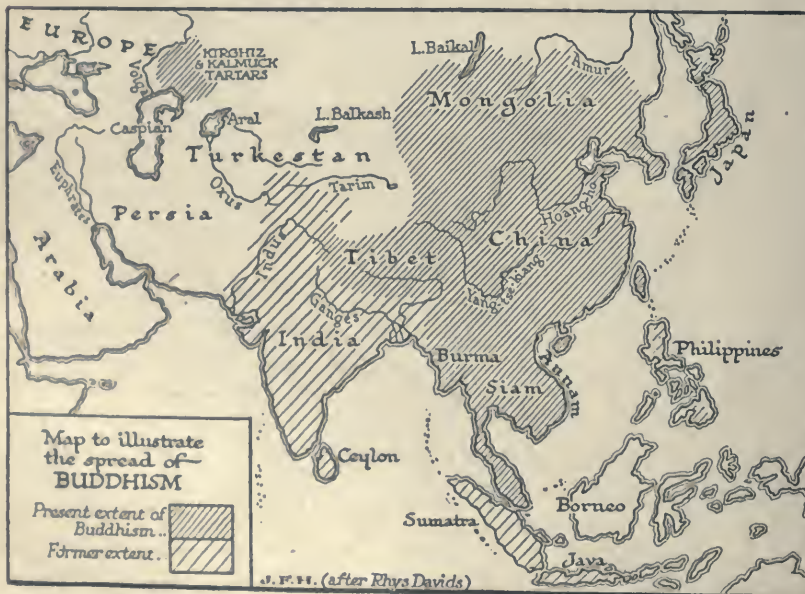 EUROPE
KIRGHIZ
& KALMUCK
TARTARS
Volga
L. Baikal
Amur
Mongolia
Caspian
Aral
L. Balkash
Turkestan
Japan
Oxus
Tarim
Euphrates
Persia
Hoang-ho
China
Indus
Tibet
Yang-tse-kiang
Arabia
Ganges
India
Burma
Annam
Siam
Philippines
Ceylon
Map to illustrate
the spread of
BUDDHISM
Present extent of
Buddhism..
Former extent.
Sumatra
Borneo
Java
J.F.H. (after Rhys Davids)